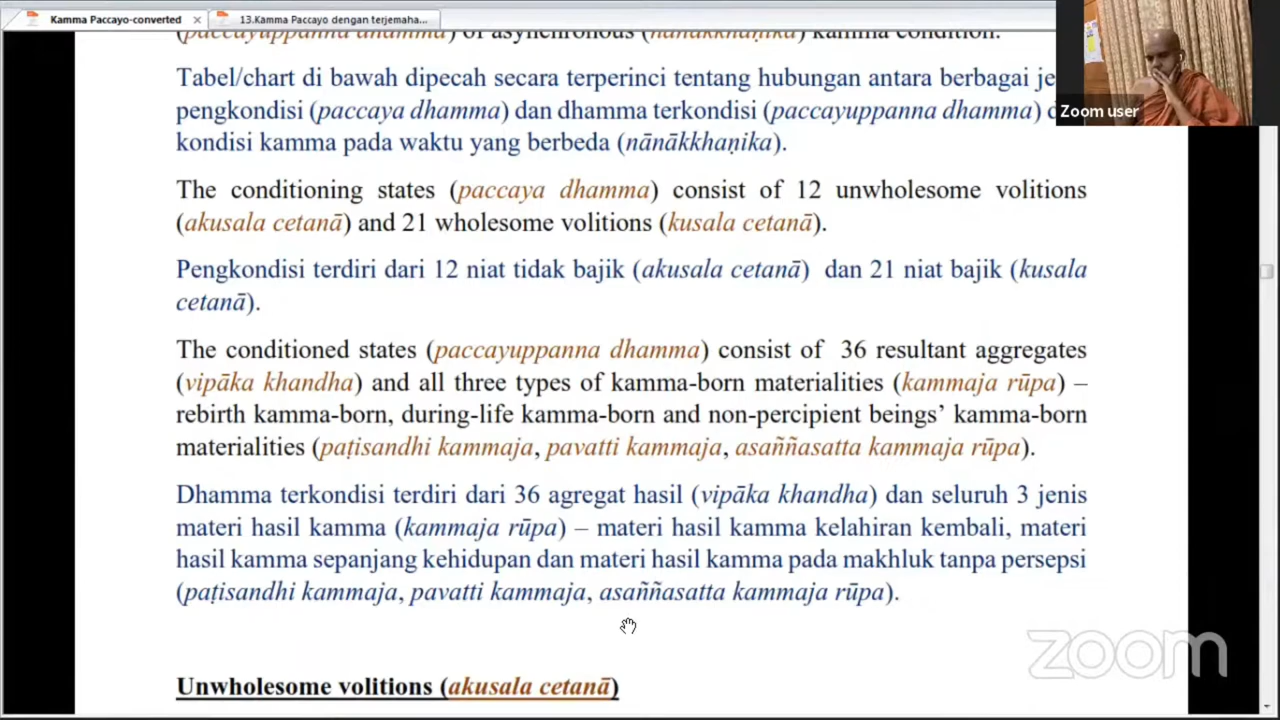 Kamma Paccayo-converted
13.Kamma Paccayo dengan terjemaha...
(paccayuppanna dhamma) of asynchronous (nānākkhaṇika) kamma condition.
Tabel/chart di bawah dipecah secara terperinci tentang hubungan antara berbagai je
pengkondisi (paccaya dhamma) dan dhamma terkondisi (paccayuppanna dhamma) d
kondisi kamma pada waktu yang berbeda (nānākkhaṇika).
The conditioning states (paccaya dhamma) consist of 12 unwholesome volitions
(akusala cetanā) and 21 wholesome volitions (kusala cetanā).
Pengkondisi terdiri dari 12 niat tidak bajik (akusala cetanā) dan 21 niat bajik (kusala
cetanā).
The conditioned states (paccayuppanna dhamma) consist of 36 resultant aggregates
(vipāka khandha) and all three types of kamma-born materialities (kammaja rūpa) –
rebirth kamma-born, during-life kamma-born and non-percipient beings’ kamma-born
materialities (paṭisandhi kammaja, pavatti kammaja, asaññasatta kammaja rūpa).
Dhamma terkondisi terdiri dari 36 agregat hasil (vipāka khandha) dan seluruh 3 jenis
materi hasil kamma (kammaja rūpa) – materi hasil kamma kelahiran kembali, materi
hasil kamma sepanjang kehidupan dan materi hasil kamma pada makhluk tanpa persepsi
(paṭisandhi kammaja, pavatti kammaja, asaññasatta kammaja rūpa).
Unwholesome volitions (akusala cetanā)
Zoom user
zoom